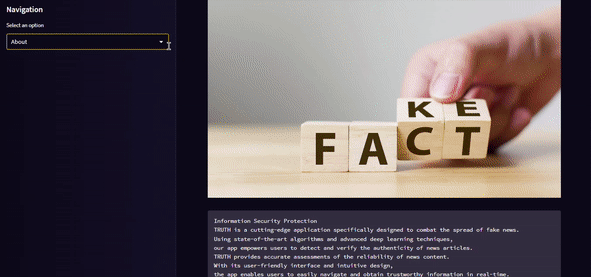 Navigation
Select an option
About
K E
F A C T
Information Security Protection
TRUTH is a cutting-edge application specifically designed to combat the spread of fake news.
Using state-of-the-art algorithms and advanced deep learning techniques,
our app empowers users to detect and verify the authenticity of news articles.
TRUTH provides accurate assessments of the reliability of news content.
With its user-friendly interface and intuitive design,
the app enables users to easily navigate and obtain trustworthy information in real-time.